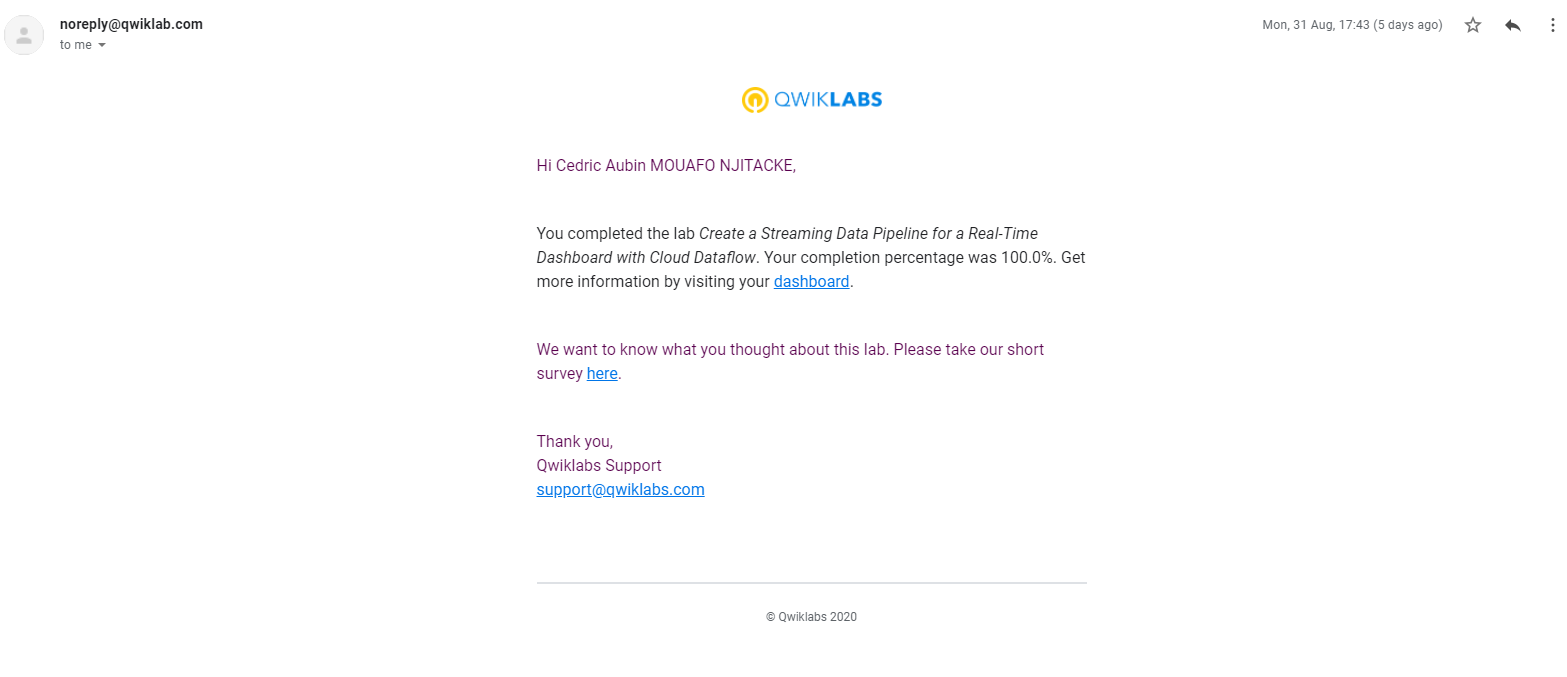 noreply@qwiklab.com
Mon, 31 Aug, 17:43 (5 days ago)
to me
QWIKLABS
Hi Cedric Aubin MOUAFO NJITACKE,
You completed the lab Create a Streaming Data Pipeline for a Real-Time
Dashboard with Cloud Dataflow. Your completion percentage was 100.0%. Get
more information by visiting your dashboard.
We want to know what you thought about this lab. Please take our short
survey here.
Thank you,
Qwiklabs Support
support@qwiklabs.com
© Qwiklabs 2020